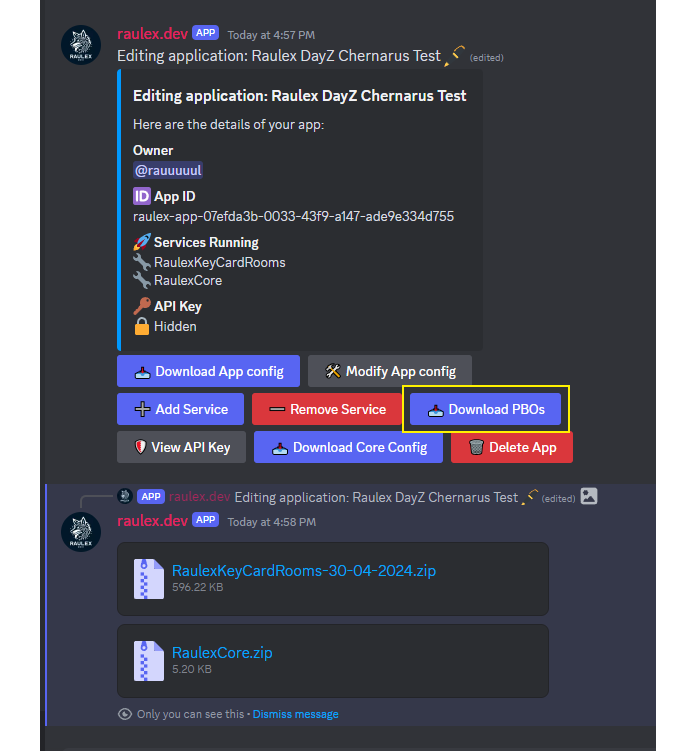 raulex.dev APP Today at 4:57 PM
Editing application: Raulex DayZ Chernarus Test (edited)
RAULEX
Editing application: Raulex DayZ Chernarus Test
Here are the details of your app:
Owner
@rauuuuul
ID App ID
raulex-app-07efda3b-0033-43f9-a147-ade9e334d755
Services Running
RaulexKeyCardRooms
RaulexCore
API Key
Hidden
Download App config Modify App config
Add Service Remove Service Download PBOs
View API Key Download Core Config Delete App
APP raulex.dev Editing application: Raulex DayZ Chernarus Test (edited)
raulex.dev APP Today at 4:58 PM
RAULEX
RaulexKeyCardRooms-30-04-2024.zip
596.22 KB
RaulexCore.zip
5.20 KB
Only you can see this • Dismiss message